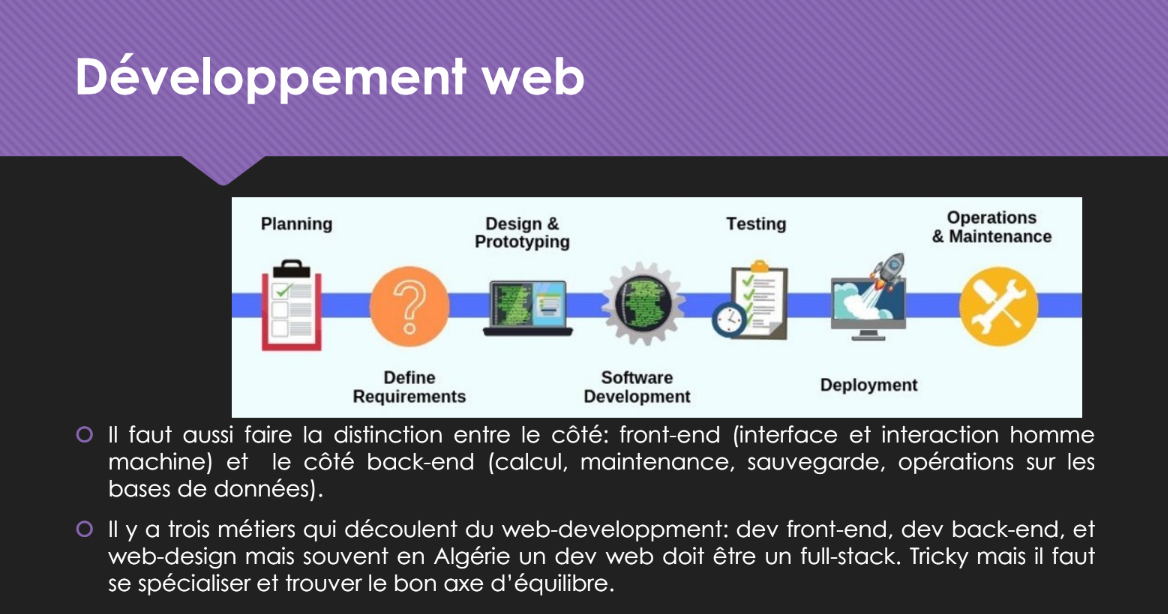 Développement web
Planning
Define
Requirements
Design &
Prototyping
Software
Development
Testing
Deployment
Operations
& Maintenance
Il faut aussi faire la distinction entre le côté: front-end (interface et interaction homme
machine) et le côté back-end (calcul, maintenance, sauvegarde, opérations sur les
bases de données).
Il y a trois métiers qui découlent du web-developpment: dev front-end, dev back-end, et
web-design mais souvent en Algérie un dev web doit être un full-stack. Tricky mais il faut
se spécialiser et trouver le bon axe d'équilibre.